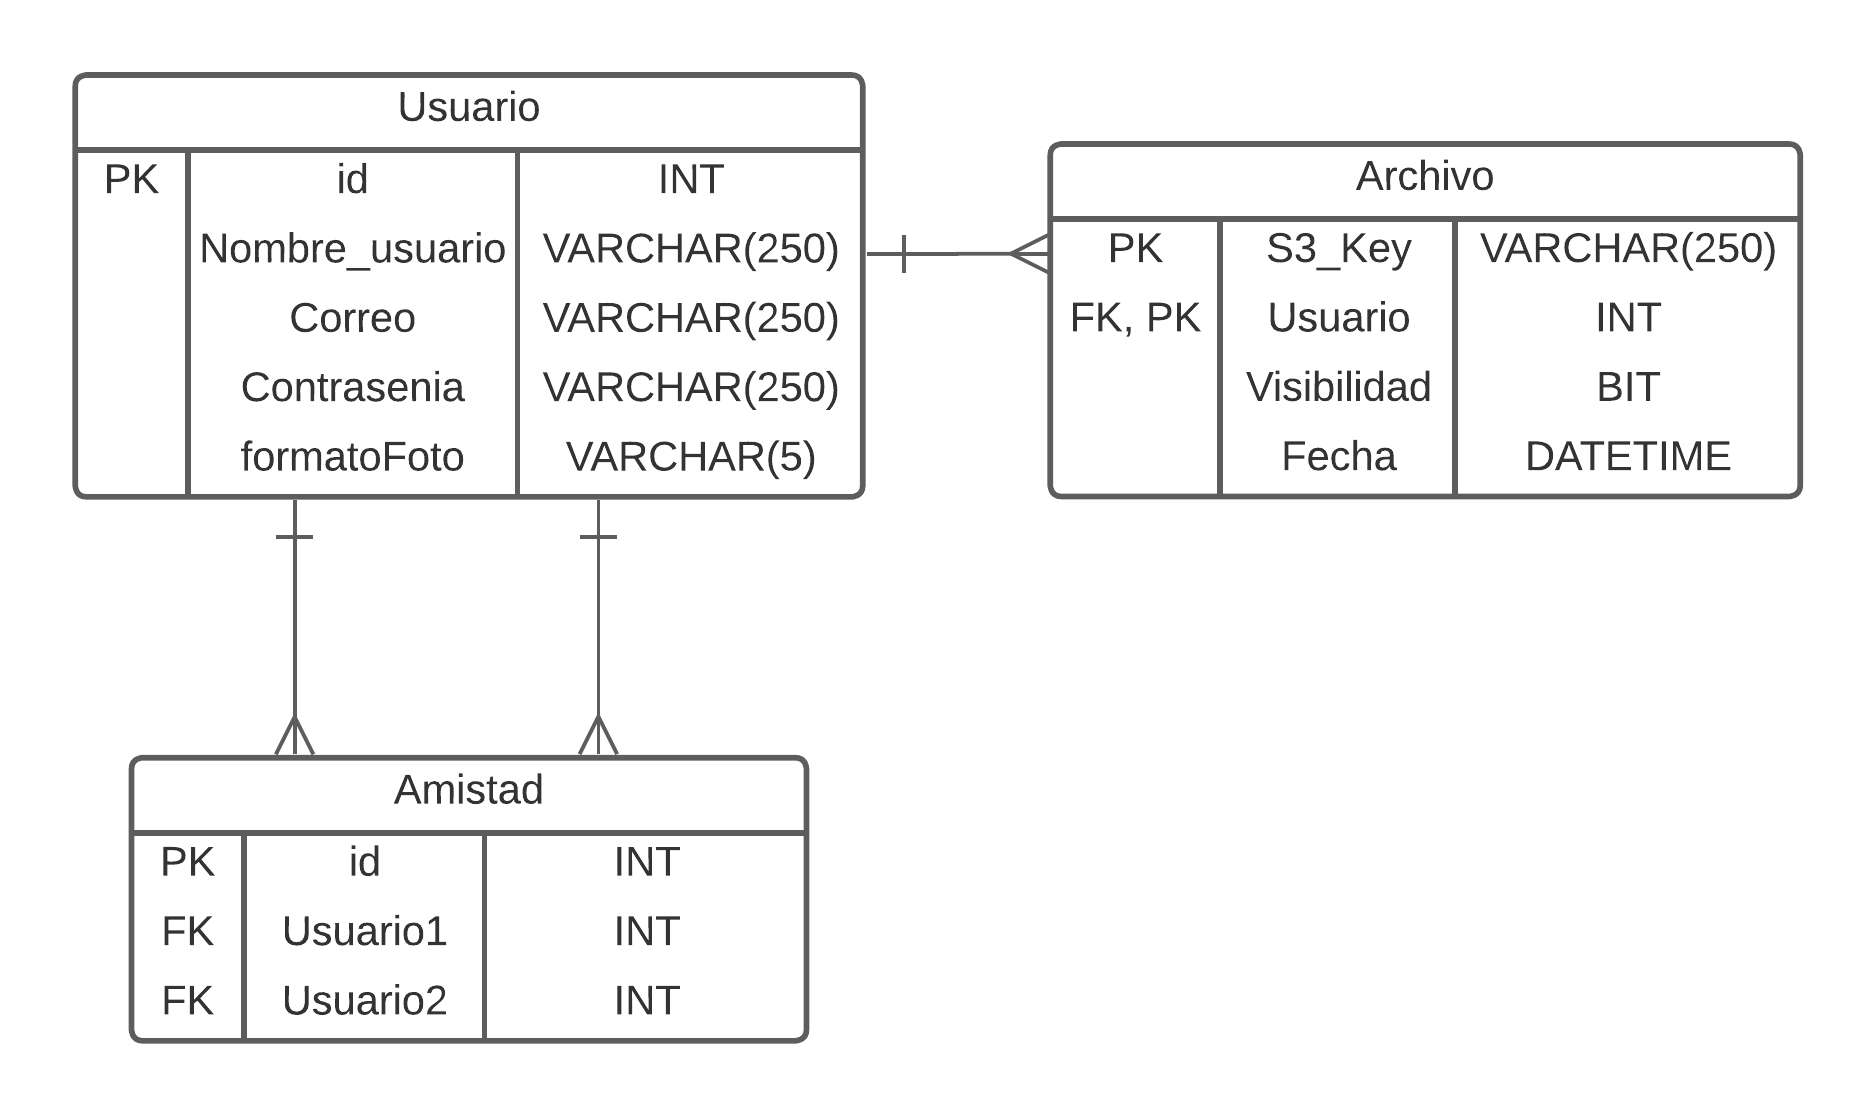 Usuario
PK id INT
Nombre_usuario VARCHAR(250)
Correo VARCHAR(250)
Contrasenia VARCHAR(250)
formatoFoto VARCHAR(5)
Archivo
PK S3_Key VARCHAR(250)
FK, PK Usuario INT
Visibilidad BIT
Fecha DATETIME
Amistad
PK id INT
FK Usuario1 INT
FK Usuario2 INT